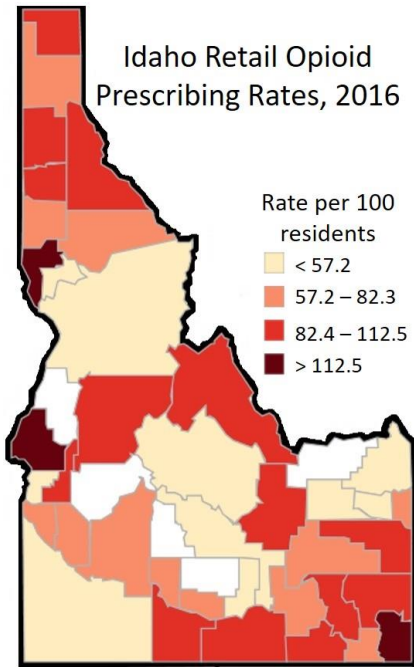 Idaho Retail Opioid
Prescribing Rates, 2016
Rate per 100
residents
< 57.2
57.2 – 82.3
82.4 – 112.5
> 112.5